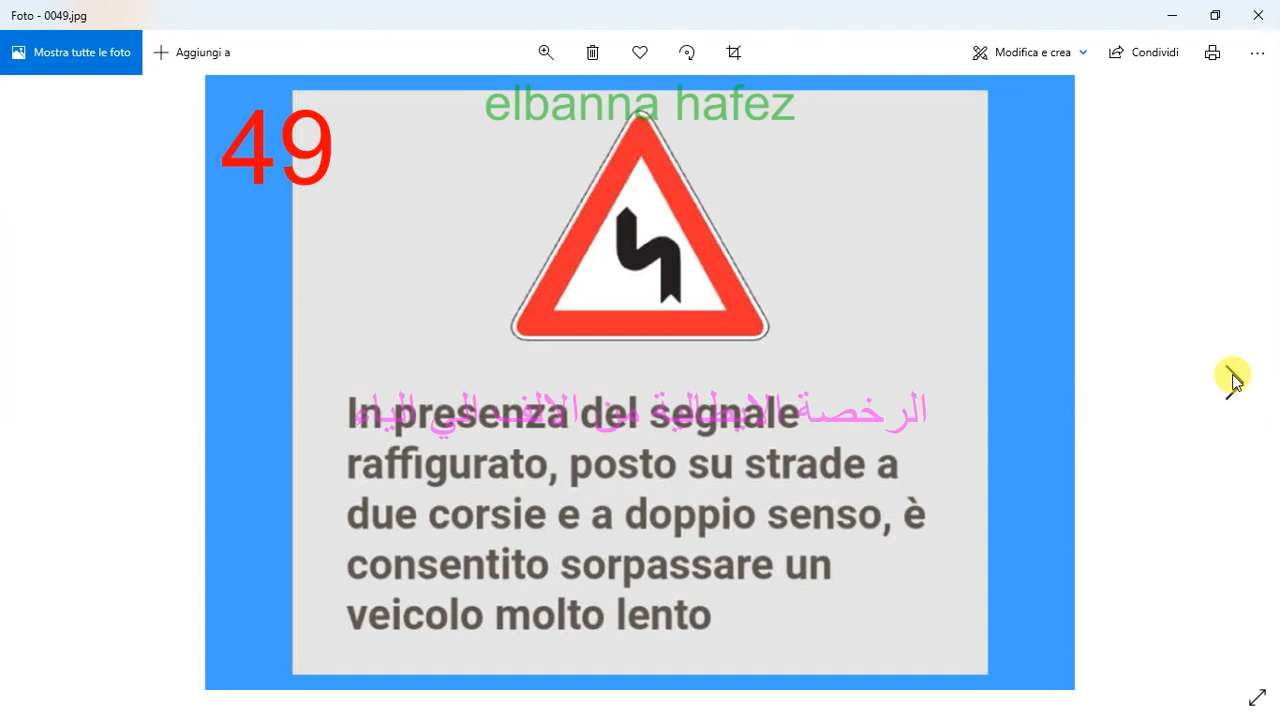 Foto - 0049.jpg
Mostra tutte le foto
Aggiungi a
Modifica e crea
Condividi
elbanna hafez
49
الرخصة الايطالية من الالف الي الياء
In presenza del segnale
raffigurato, posto su strade a
due corsie e a doppio senso, è
consentito sorpassare un
veicolo molto lento